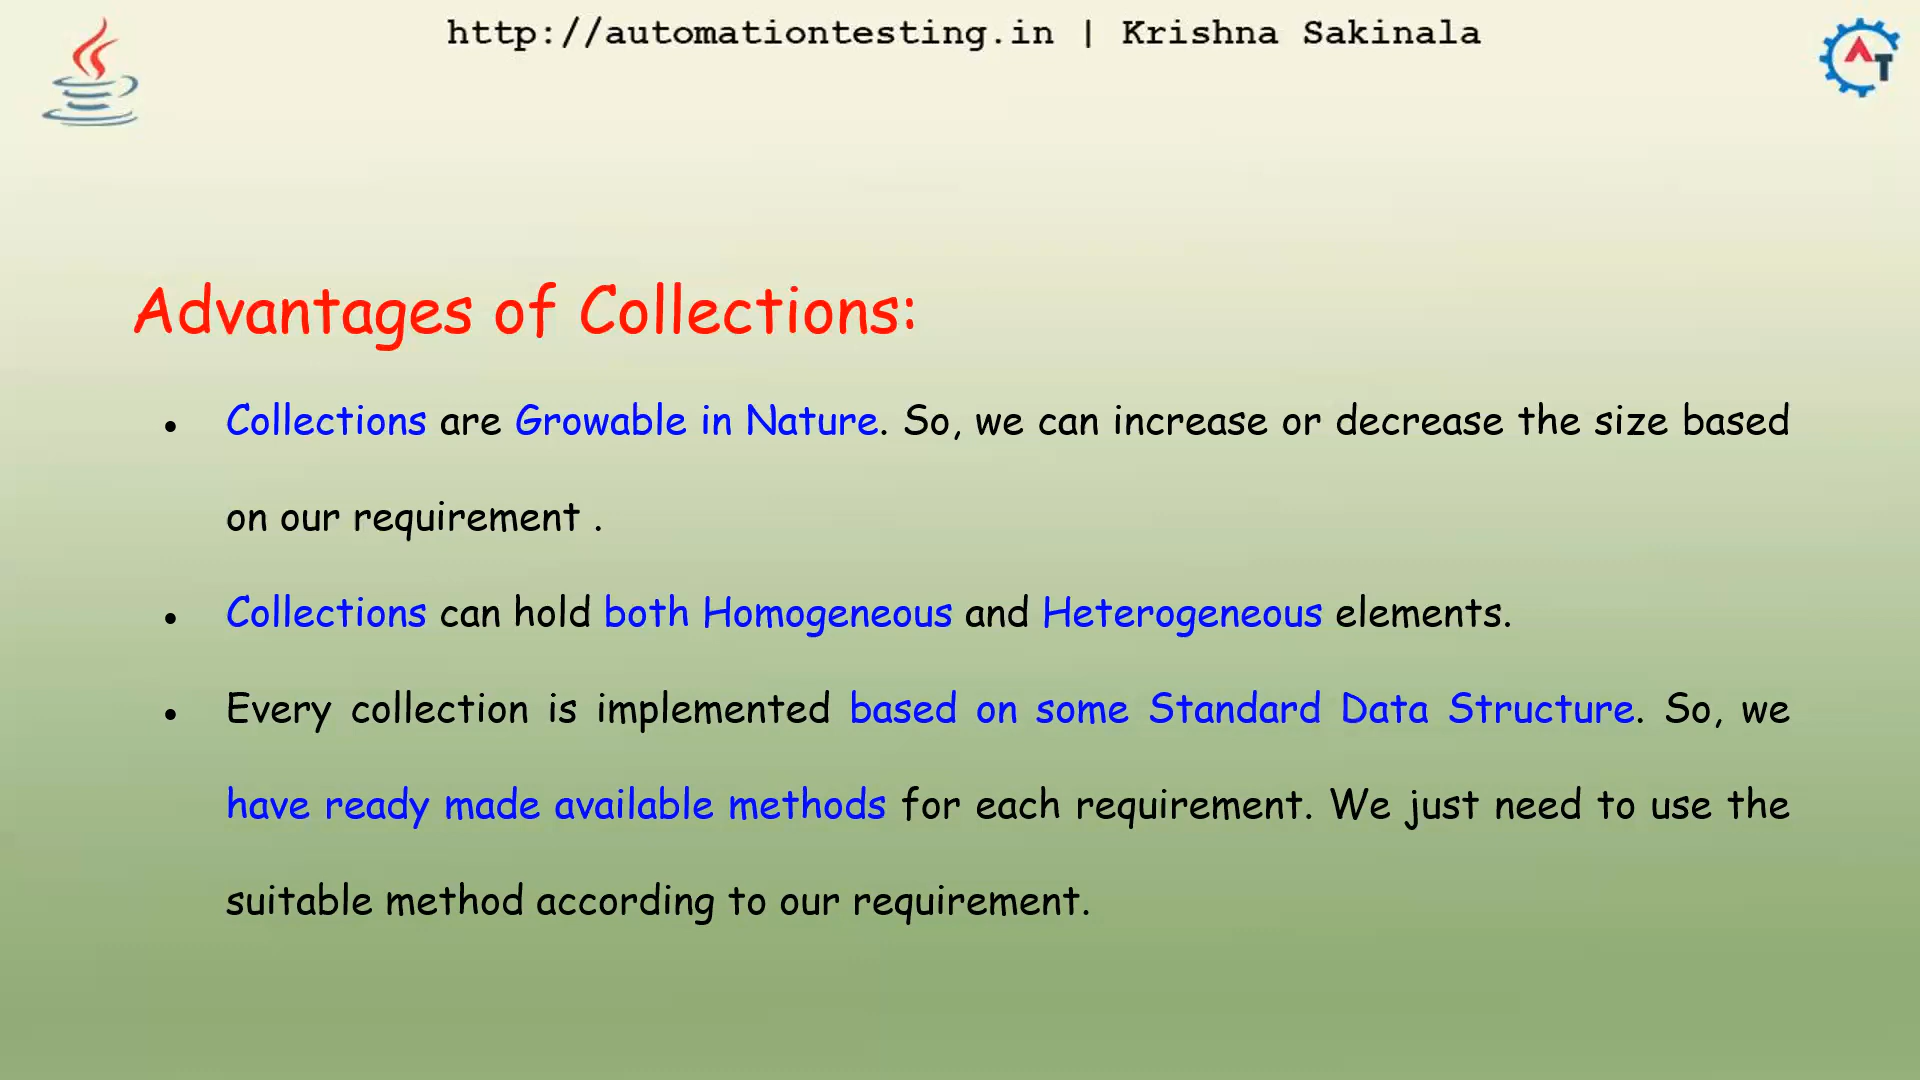 http://automationtesting.in | Krishna Sakinala
AT
Advantages of Collections:
● Collections are Growable in Nature. So, we can increase or decrease the size based
on our requirement .
● Collections can hold both Homogeneous and Heterogeneous elements.
● Every collection is implemented based on some Standard Data Structure. So, we
have ready made available methods for each requirement. We just need to use the
suitable method according to our requirement.